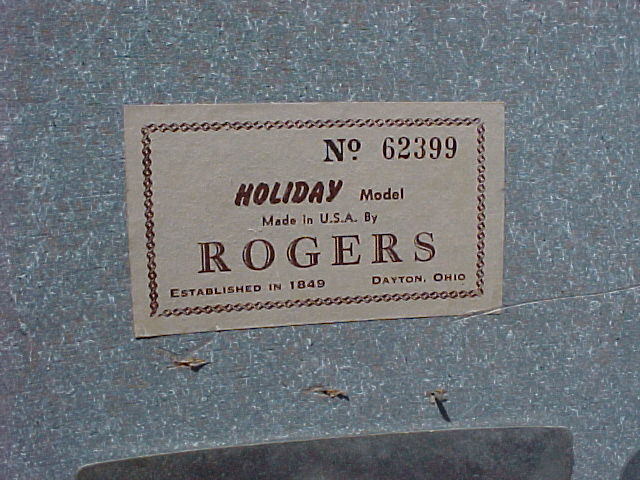 Nº 62399
HOLIDAY Model
Made in U.S.A. By
ROGERS
ESTABLISHED IN 1849 DAYTON, OHIO